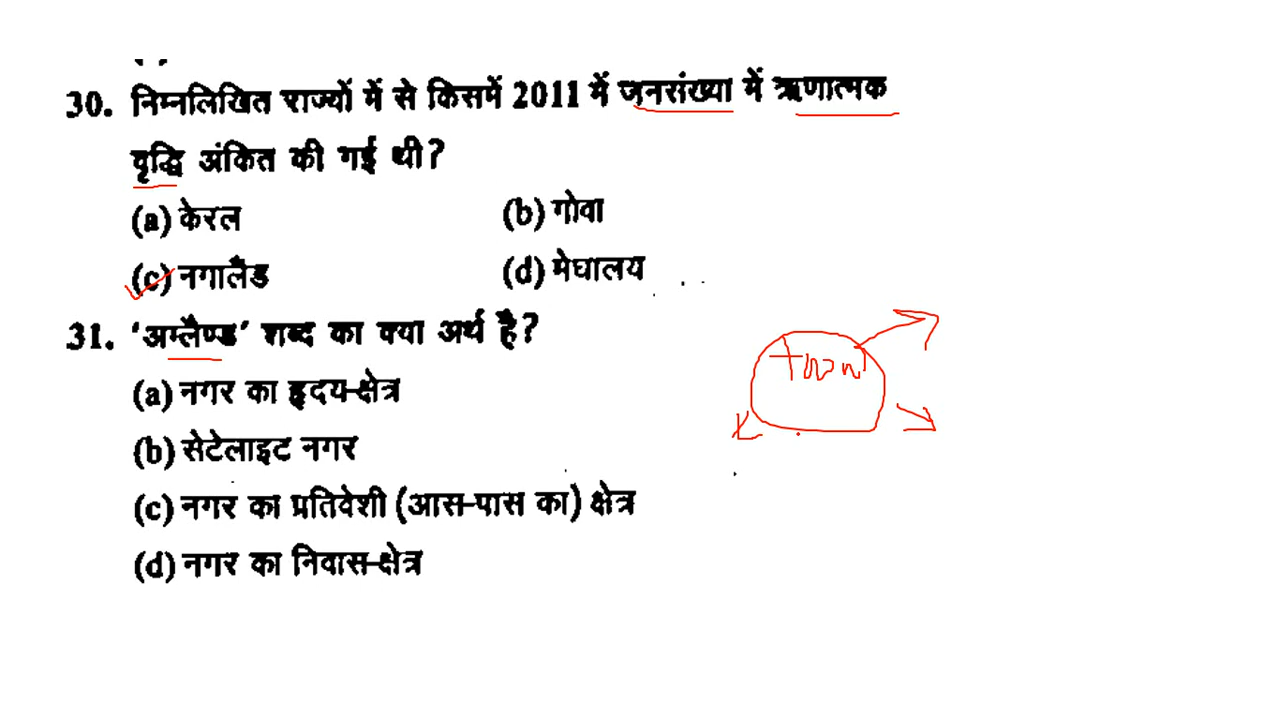 30. निम्नलिखित राज्यों में से किसमें 2011 में जनसंख्या में ऋणात्मक
वृद्धि अंकित की गई थी?
(a) केरल (b) गोवा
(c) नगालैंड (d) मेघालय
31. ‘अम्लैण्ड’ शब्द का क्या अर्थ है?
(a) नगर का हृदय-क्षेत्र
(b) सेटेलाइट नगर
(c) नगर का प्रतिवेशी (आस-पास का) क्षेत्र
(d) नगर का निवास-क्षेत्र
town